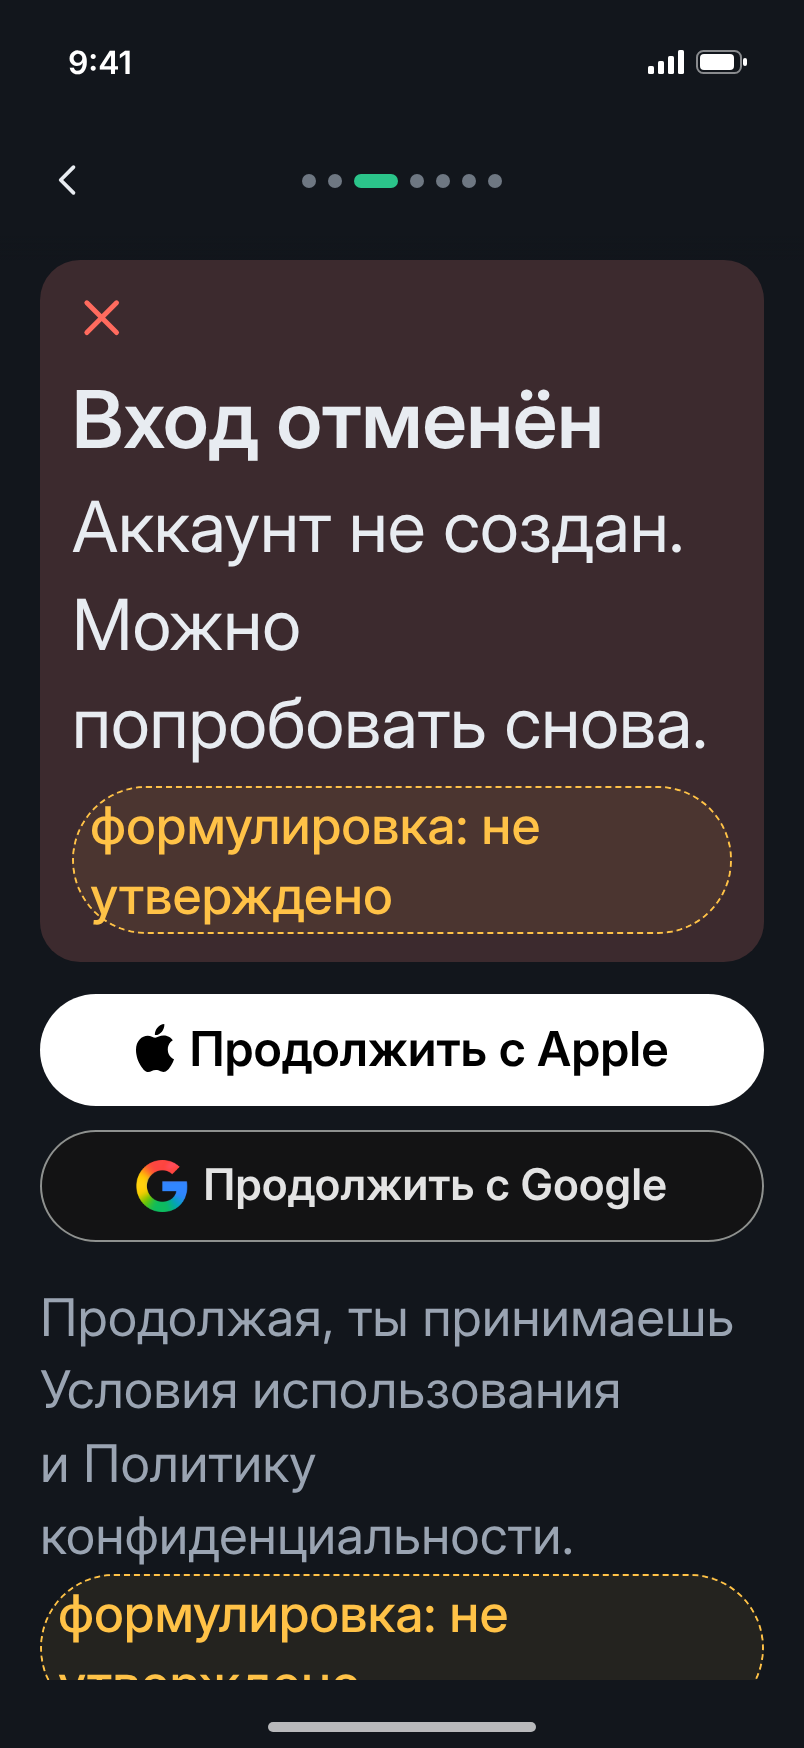 9:41
Вход отменён
Аккаунт не создан.
Можно
попробовать снова.
формулировка: не
утверждено
Продолжить с Apple
Продолжить с Google
Продолжая, ты принимаешь
Условия использования
и Политику
конфиденциальности.
формулировка: не
утверждено